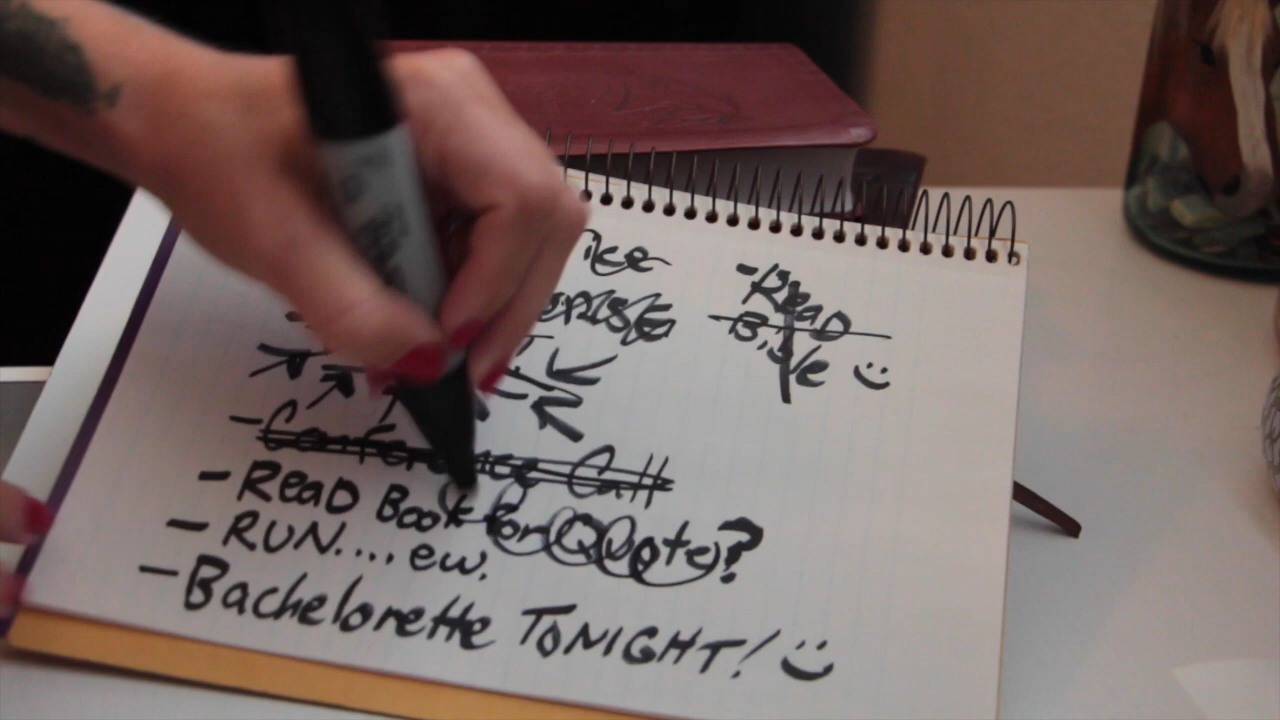 - Read
Bible :)
- Conference Call
- Read Book for Quote?
- RUN.... ew.
- Bachelorette TONIGHT! :)